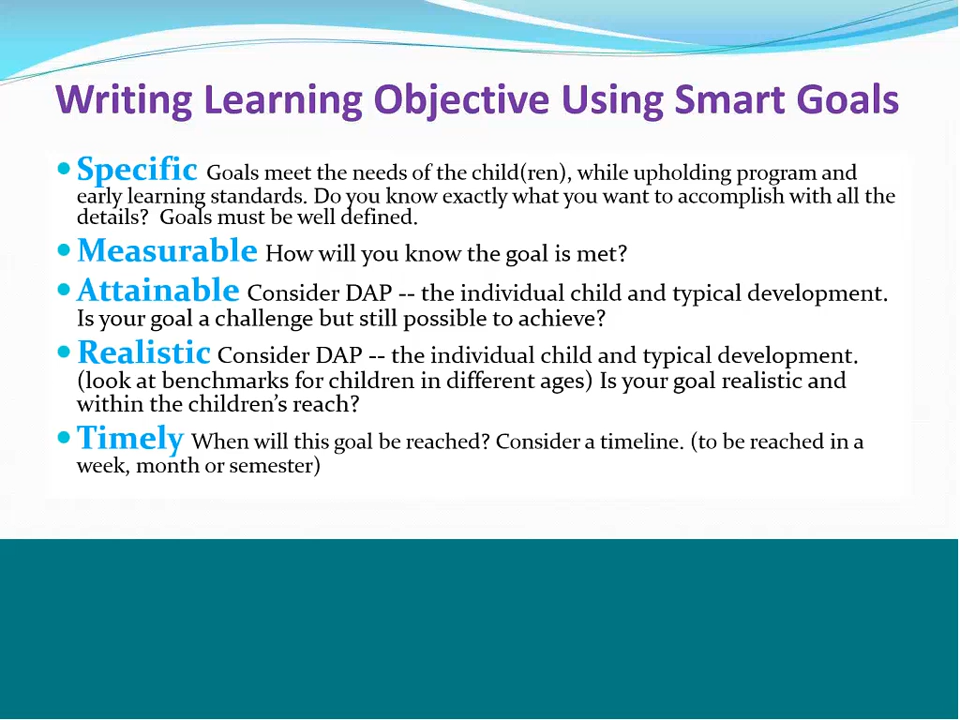 Writing Learning Objective Using Smart Goals
• Specific Goals meet the needs of the child(ren), while upholding program and
early learning standards. Do you know exactly what you want to accomplish with all the
details? Goals must be well defined.
• Measurable How will you know the goal is met?
• Attainable Consider DAP -- the individual child and typical development.
Is your goal a challenge but still possible to achieve?
• Realistic Consider DAP -- the individual child and typical development.
(look at benchmarks for children in different ages) Is your goal realistic and
within the children's reach?
• Timely When will this goal be reached? Consider a timeline. (to be reached in a
week, month or semester)